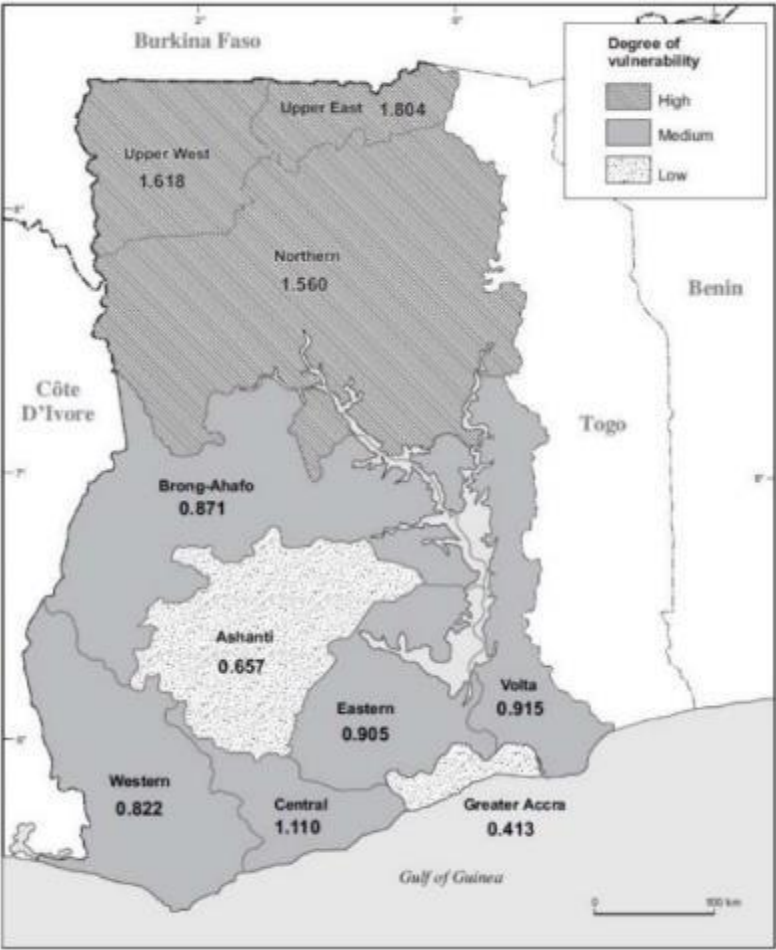 Burkina Faso
Degree of
vulnerability
High
Medium
Low
Upper East 1.804
Upper West
1.618
Northern
1.560
Benin
Côte
D'Ivore
Togo
Brong-Ahafo
0.871
Ashanti
0.657
Volta
0.915
Eastern
0.905
Western
0.822
Central
1.110
Greater Accra
0.413
Gulf of Guinea
0
100 km